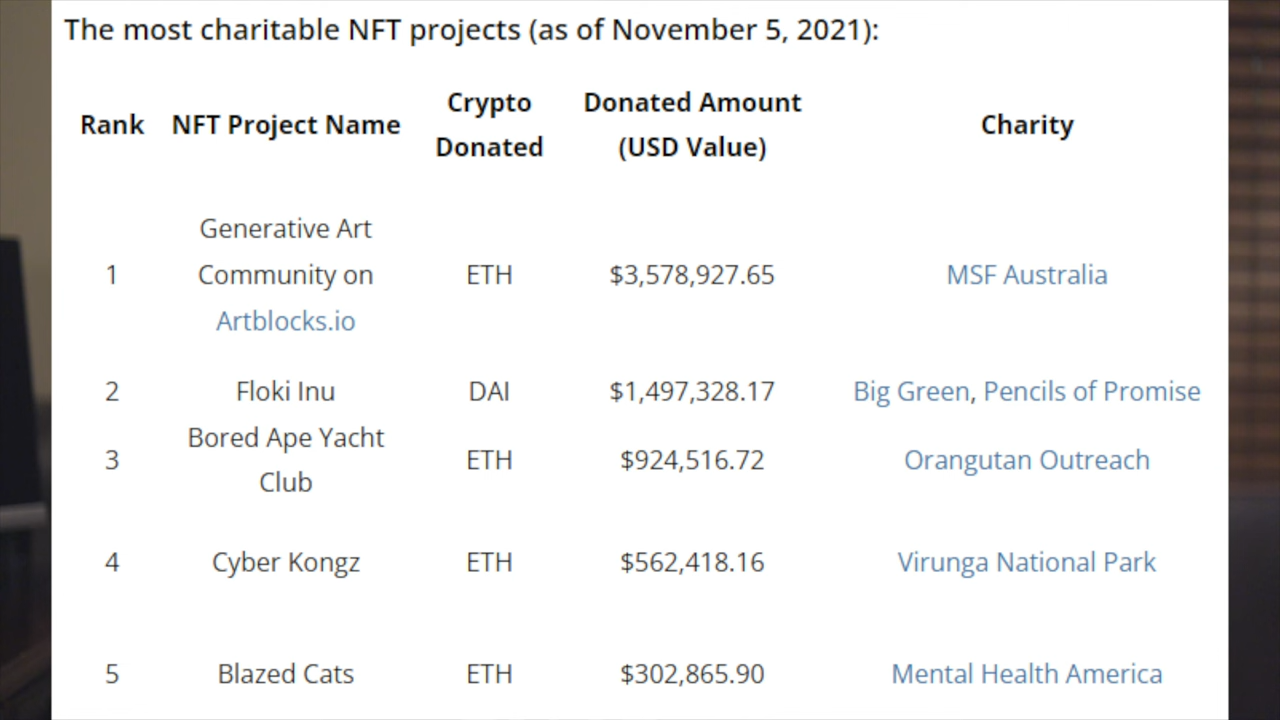 The most charitable NFT projects (as of November 5, 2021):
Rank NFT Project Name Crypto Donated Donated Amount (USD Value) Charity
1 Generative Art Community on Artblocks.io ETH $3,578,927.65 MSF Australia
2 Floki Inu DAI $1,497,328.17 Big Green, Pencils of Promise
3 Bored Ape Yacht Club ETH $924,516.72 Orangutan Outreach
4 Cyber Kongz ETH $562,418.16 Virunga National Park
5 Blazed Cats ETH $302,865.90 Mental Health America